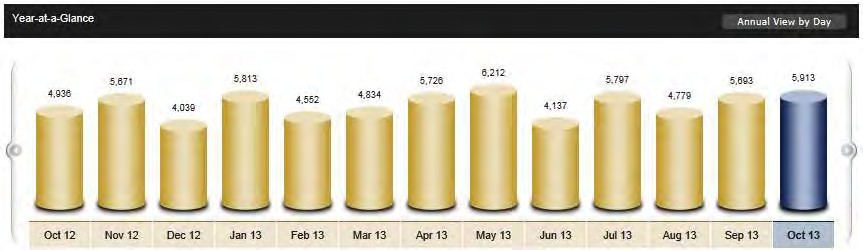 Year-at-a-Glance
Annual View by Day
4,936 5,671 4,039 5,813 4,552 4,834 5,726 6,212 4,137 5,797 4,779 5,693 5,913
Oct 12 Nov 12 Dec 12 Jan 13 Feb 13 Mar 13 Apr 13 May 13 Jun 13 Jul 13 Aug 13 Sep 13 Oct 13